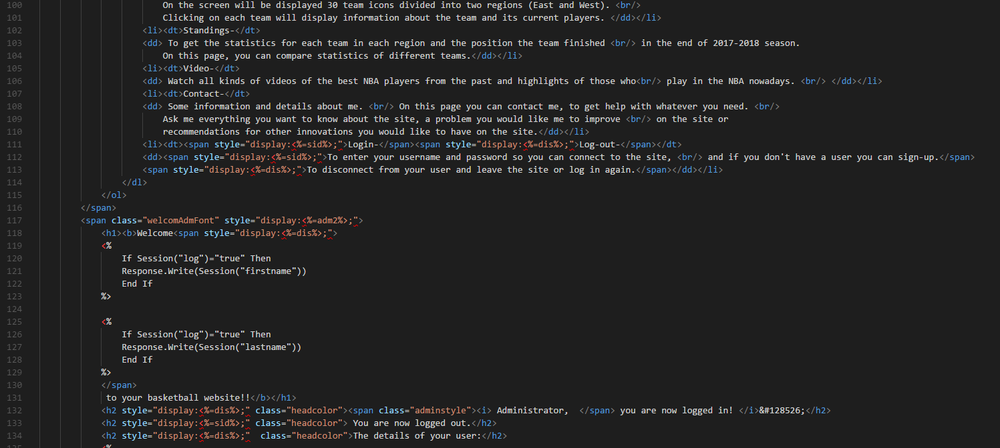 100 On the screen will be displayed 30 team icons divided into two regions (East and West). <br/>
101 Clicking on each team will display information about the team and its current players. </dd></li>
102 <li><dt>Standings-</dt>
103 <dd> To get the statistics for each team in each region and the position the team finished <br/> in the end of 2017-2018 season.
104 On this page, you can compare statistics of different teams.</dd></li>
105 <li><dt>Video-</dt>
106 <dd> Watch all kinds of videos of the best NBA players from the past and highlights of those who<br/> play in the NBA nowadays. <br/> </dd></li>
107 <li><dt>Contact-</dt>
108 <dd> Some information and details about me. <br/> On this page you can contact me, to get help with whatever you need. <br/>
109 Ask me everything you want to know about the site, a problem you would like me to improve <br/> on the site or
110 recommendations for other innovations you would like to have on the site.</dd></li>
111 <li><dt><span style="display:<%=sid%>;">Login-</span><span style="display:<%=dis%>;">Log-out-</span></dt>
112 <dd><span style="display:<%=sid%>;">To enter your username and password so you can connect to the site, <br/> and if you don't have a user you can sign-up.</span>
113 <span style="display:<%=dis%>;">To disconnect from your user and leave the site or log in again.</span></dd></li>
114 </dl>
115 </ol>
116 </span>
117 <span class="welcomAdmFont" style="display:<%=adm2%>;">
118 <h1><b>Welcome<span style="display:<%=dis%>;">
119 <%
120 If Session("log")="true" Then
121 Response.Write(Session("firstname"))
122 End If
123 %>
124
125 <%
126 If Session("log")="true" Then
127 Response.Write(Session("lastname"))
128 End If
129 %>
130 </span>
131 to your basketball website!!</b></h1>
132 <h2 style="display:<%=dis%>;" class="headcolor"><span class="adminstyle"><i> Administrator,  </span> you are now logged in! </i>&#128526;</h2>
133 <h2 style="display:<%=sid%>;" class="headcolor"> You are now logged out.</h2>
134 <h2 style="display:<%=dis%>;"  class="headcolor">The details of your user:</h2>
135 <%